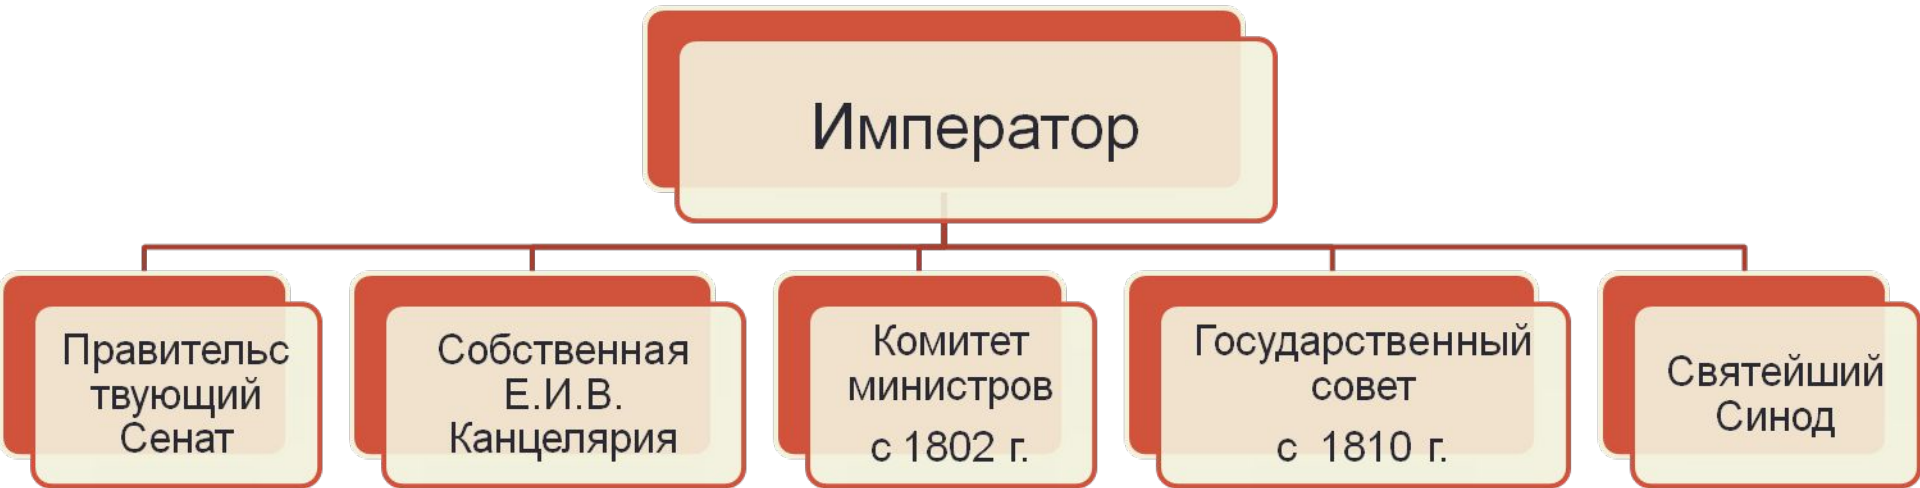 Император
Правительс
твующий
Сенат
Собственная
Е.И.В.
Канцелярия
Комитет
министров
с 1802 г.
Государственный
совет
с 1810 г.
Святейший
Синод